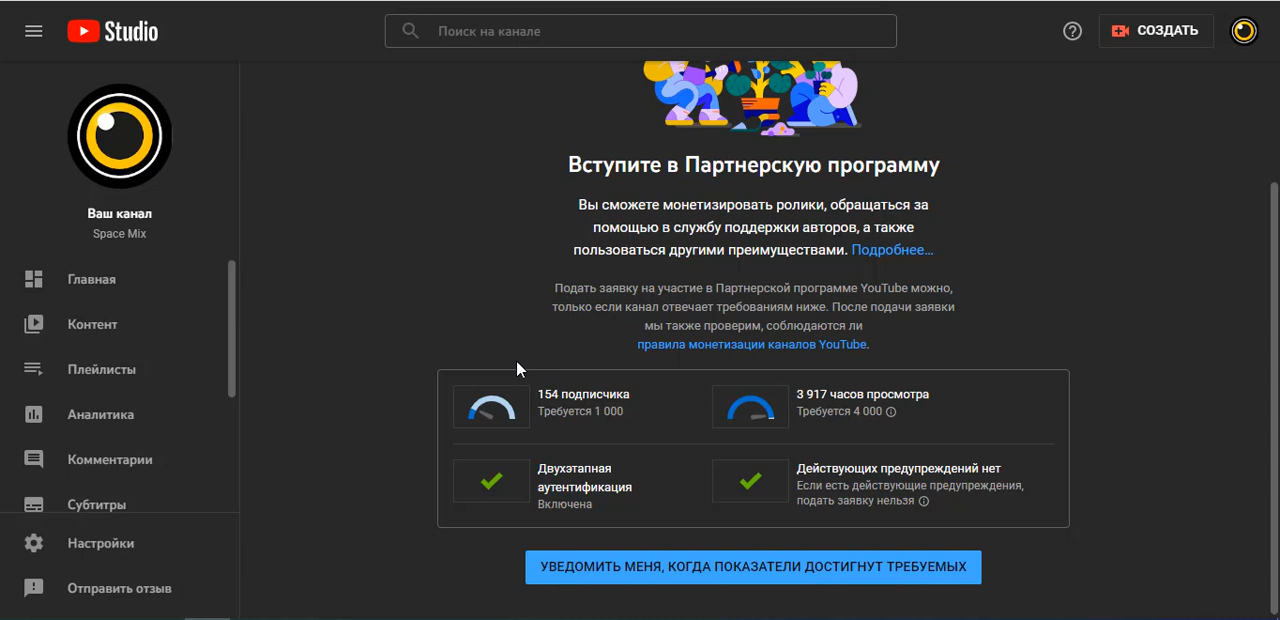 Studio
Поиск на канале
СОЗДАТЬ
Ваш канал
Space Mix
Главная
Контент
Плейлисты
Аналитика
Комментарии
Субтитры
Настройки
Отправить отзыв
Вступите в Партнерскую программу
Вы сможете монетизировать ролики, обращаться за
помощью в службу поддержки авторов, а также
пользоваться другими преимуществами. Подробнее...
Подать заявку на участие в Партнерской программе YouTube можно,
только если канал отвечает требованиям ниже. После подачи заявки
мы также проверим, соблюдаются ли
правила монетизации каналов YouTube.
154 подписчика
Требуется 1 000
3 917 часов просмотра
Требуется 4 000
Двухэтапная
аутентификация
Включена
Действующих предупреждений нет
Если есть действующие предупреждения,
подать заявку нельзя
УВЕДОМИТЬ МЕНЯ, КОГДА ПОКАЗАТЕЛИ ДОСТИГНУТ ТРЕБУЕМЫХ